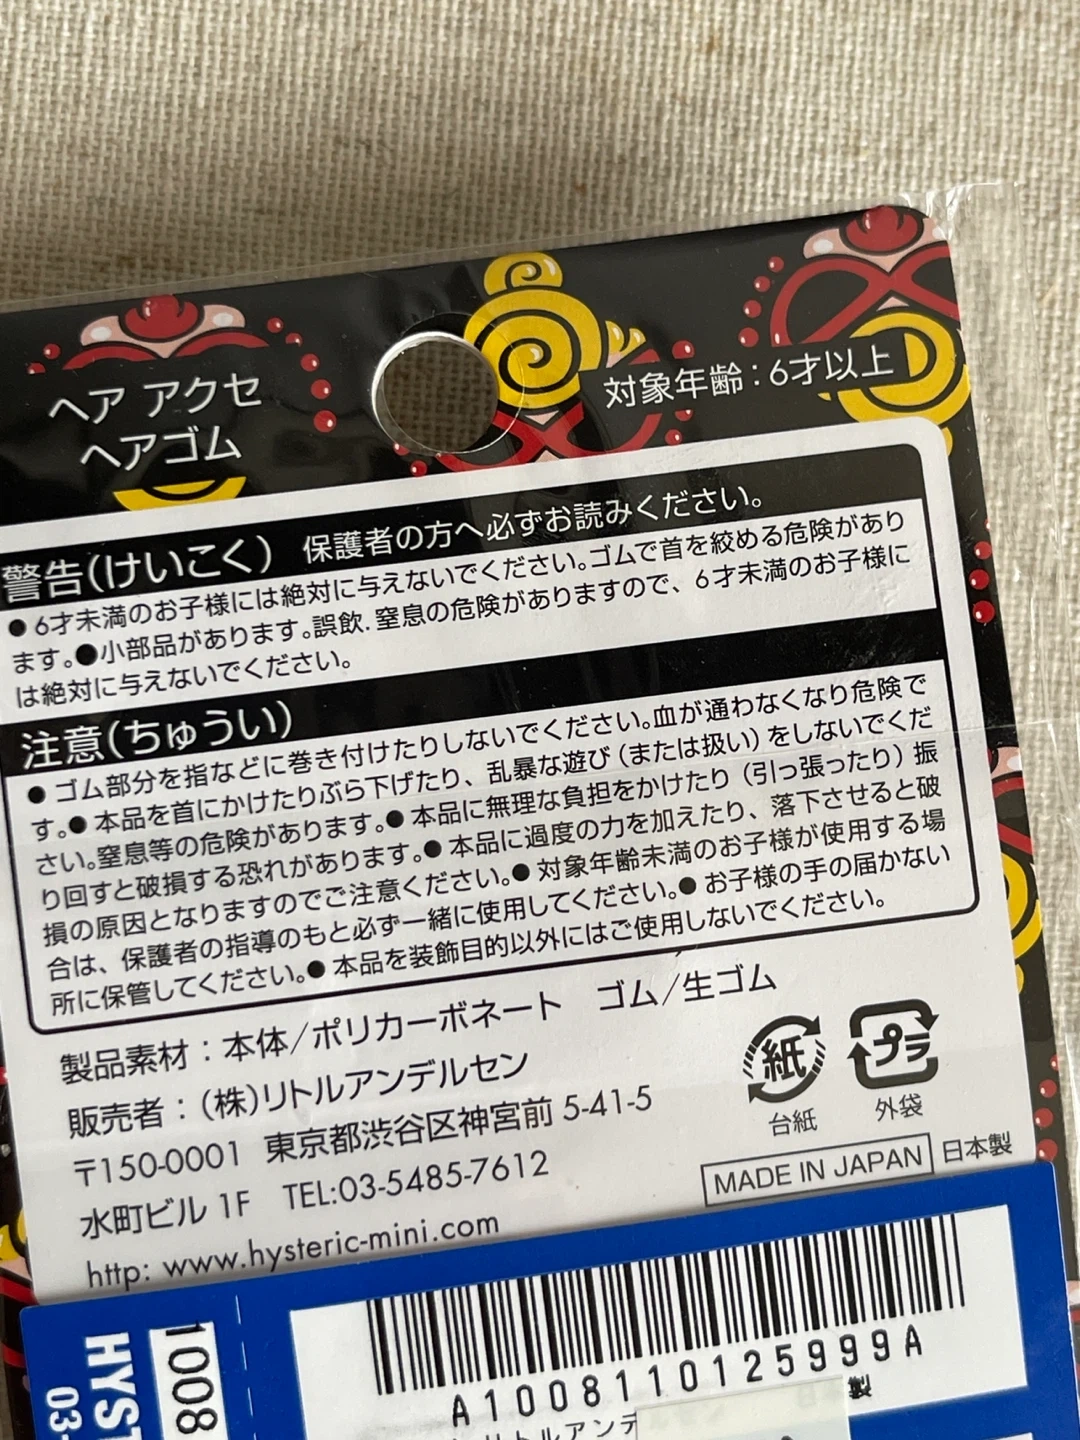 ヘア アクセ
ヘアゴム
対象年齢：6才以上
警告(けいこく) 保護者の方へ必ずお読みください。
●6才未満のお子様には絶対に与えないでください。ゴムで首を絞める危険があり
ます。●小部品があります。誤飲.窒息の危険がありますので、6才未満のお子様に
は絶対に与えないでください。
注意(ちゅうい)
●ゴム部分を指などに巻き付けたりしないでください。血が通わなくなり危険で
す。●本品を首にかけたりぶら下げたり、乱暴な遊び（または扱い）をしないでくだ
さい。窒息等の危険があります。●本品に無理な負担をかけたり（引っ張ったり）振
り回すと破損する恐れがあります。●本品に過度の力を加えたり、落下させると破
損の原因となりますのでご注意ください。●対象年齢未満のお子様が使用する場
合は、保護者の指導のもと必ず一緒に使用してください。●お子様の手の届かない
所に保管してください。●本品を装飾目的以外にはご使用しないでください。
製品素材：本体/ポリカーボネート ゴム/生ゴム
販売者：(株)リトルアンデルセン
〒150-0001 東京都渋谷区神宮前 5-41-5
水町ビル 1F TEL:03-5485-7612
http: www.hysteric-mini.com
紙
台紙
プラ
外袋
MADE IN JAPAN 日本製
A1008110125999A
リトルアンデ
製
1008
HYST
03-